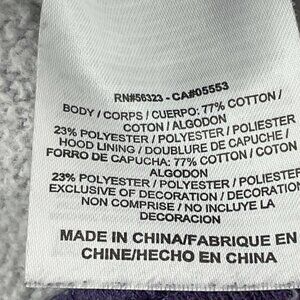 RN#56323 - CA#05553
BODY / CORPS / CUERPO: 77% COTTON /
COTON / ALGODON
23% POLYESTER / POLYESTER / POLIESTER
HOOD LINING / DOUBLURE DE CAPUCHE /
FORRO DE CAPUCHA: 77% COTTON / COTON
ALGODON
23% POLYESTER / POLYESTER / POLIESTE
EXCLUSIVE OF DECORATION / DECORATION
NON COMPRISE / NO INCLUYE LA
DECORACION
MADE IN CHINA/FABRIQUE EN
CHINE/HECHO EN CHINA